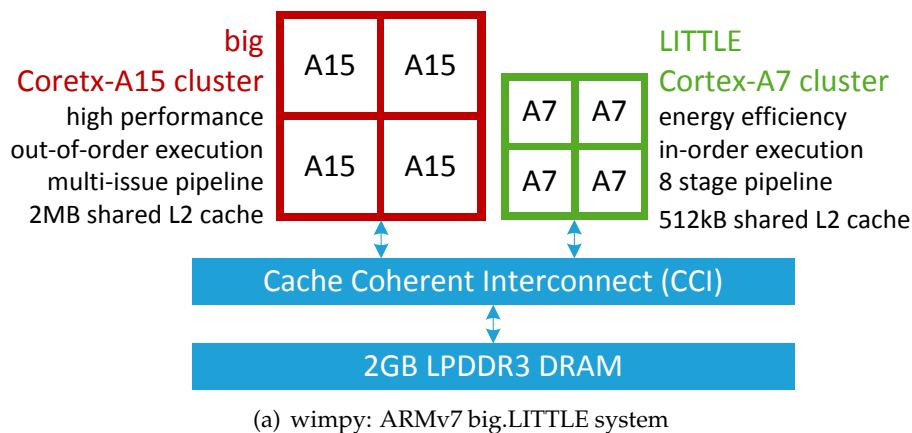 big
Coretx-A15 cluster
high performance
out-of-order execution
multi-issue pipeline
2MB shared L2 cache
A15 A15
A15 A15
LITTLE
Cortex-A7 cluster
energy efficiency
in-order execution
8 stage pipeline
512kB shared L2 cache
A7 A7
A7 A7
Cache Coherent Interconnect (CCI)
2GB LPDDR3 DRAM
(a) wimpy: ARMv7 big.LITTLE system